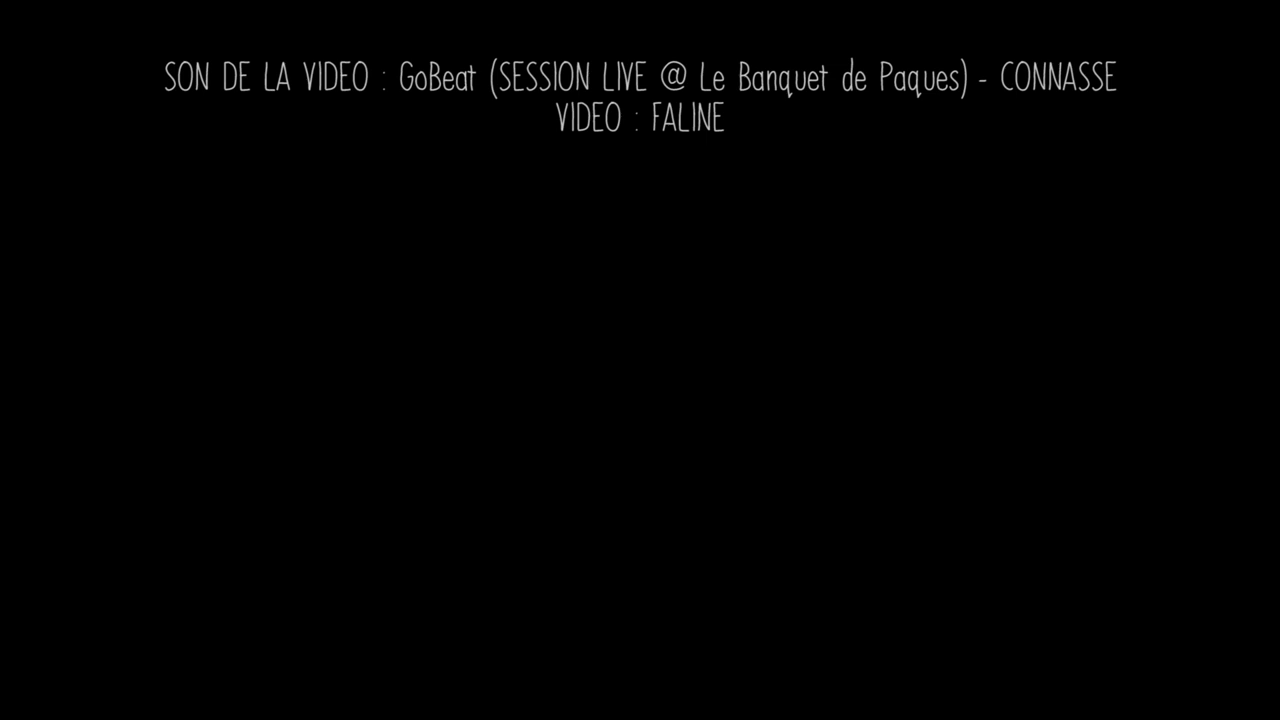 SON DE LA VIDEO : GoBeat (SESSION LIVE @ Le Banquet de Paques) - CONNASSE
VIDEO : FALINE